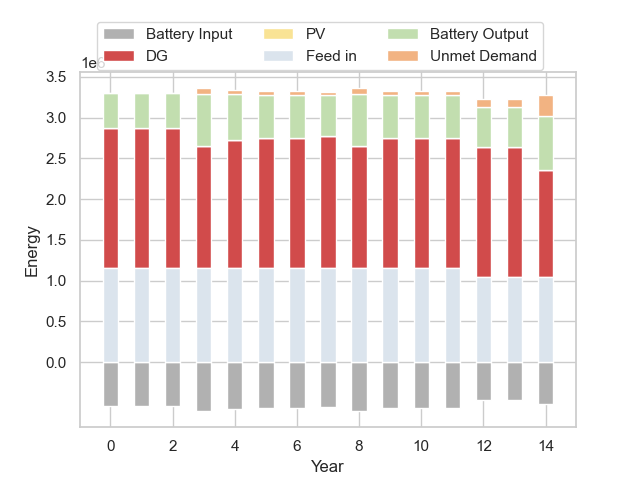 Battery Input PV Battery Output
DG Feed in Unmet Demand
1e6
3.5
3.0
2.5
2.0
1.5
1.0
0.5
0.0
Energy
0 2 4 6 8 10 12 14
Year